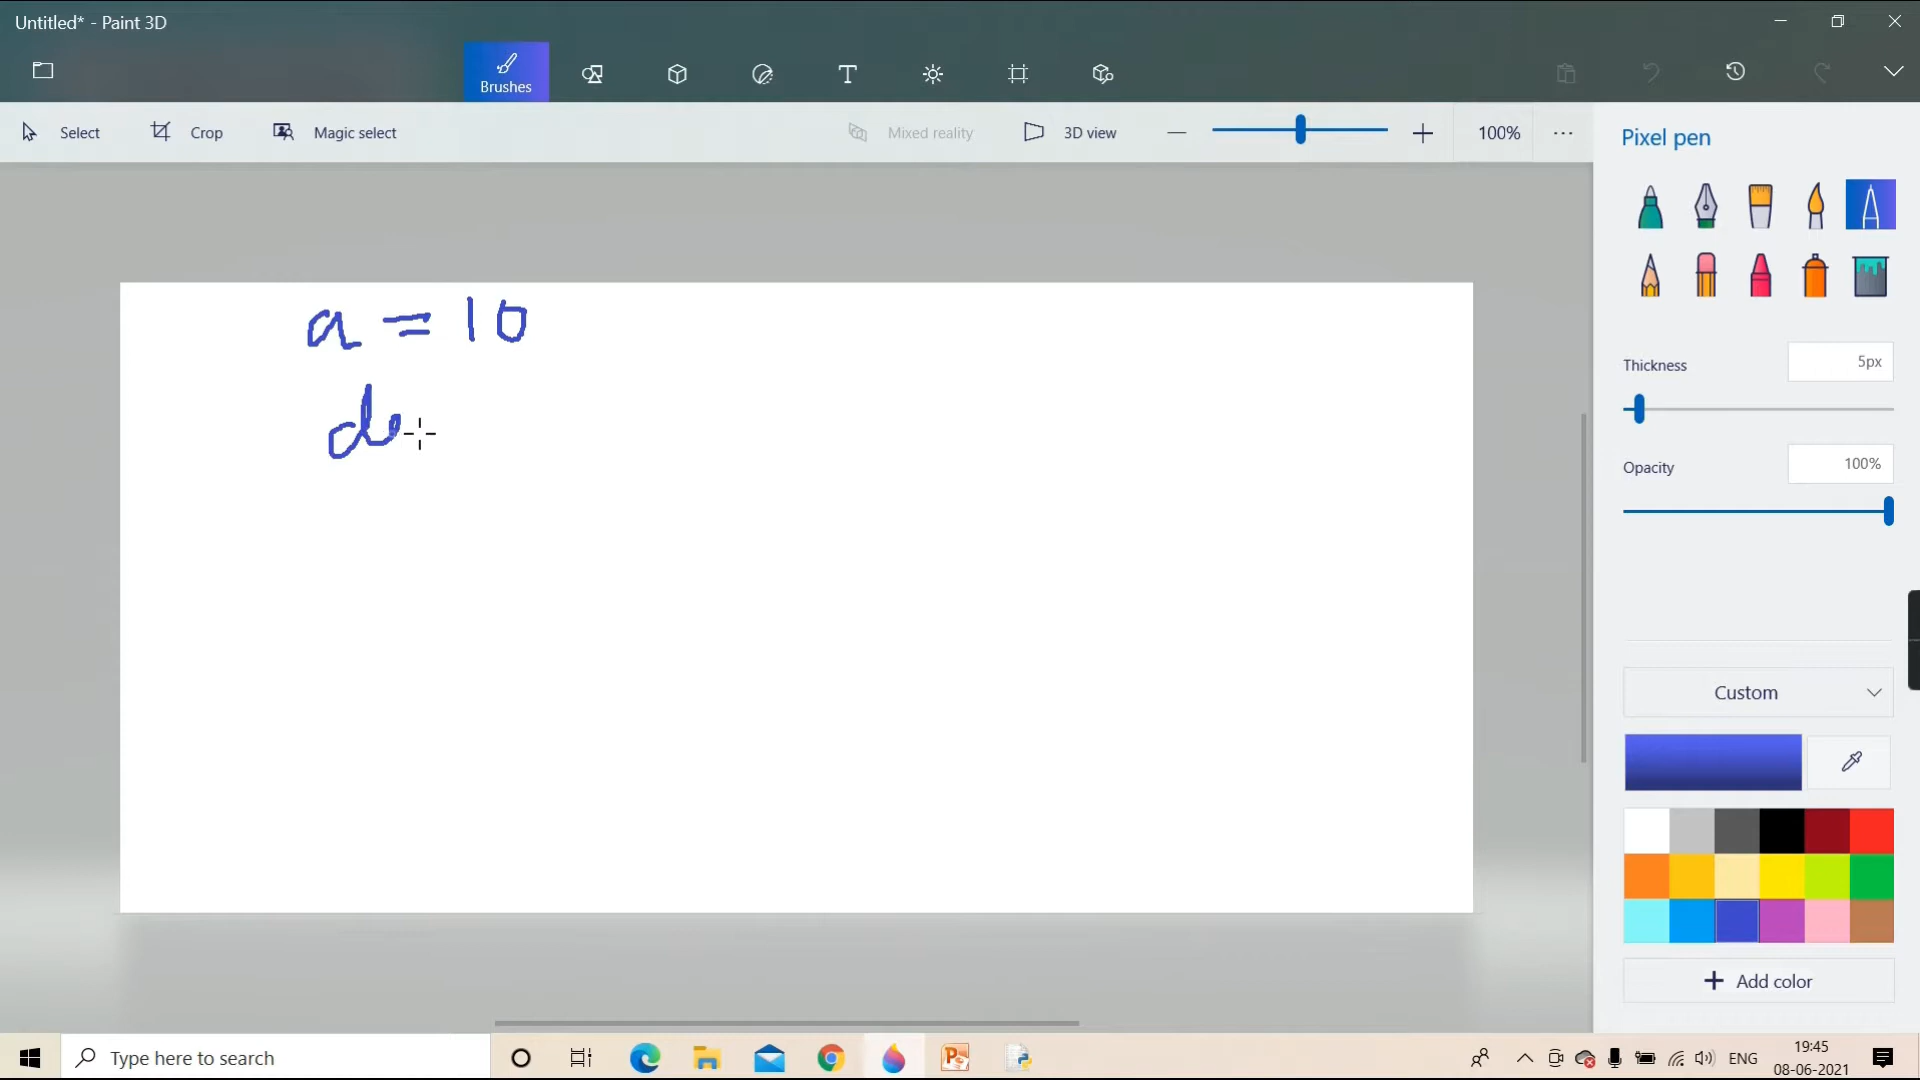 Untitled* - Paint 3D
Brushes
Select Crop Magic select Mixed reality 3D view 100%
Pixel pen
a = 10
de
Thickness 5px
Opacity 100%
Custom
Add color
Type here to search
ENG
19:45
08-06-2021